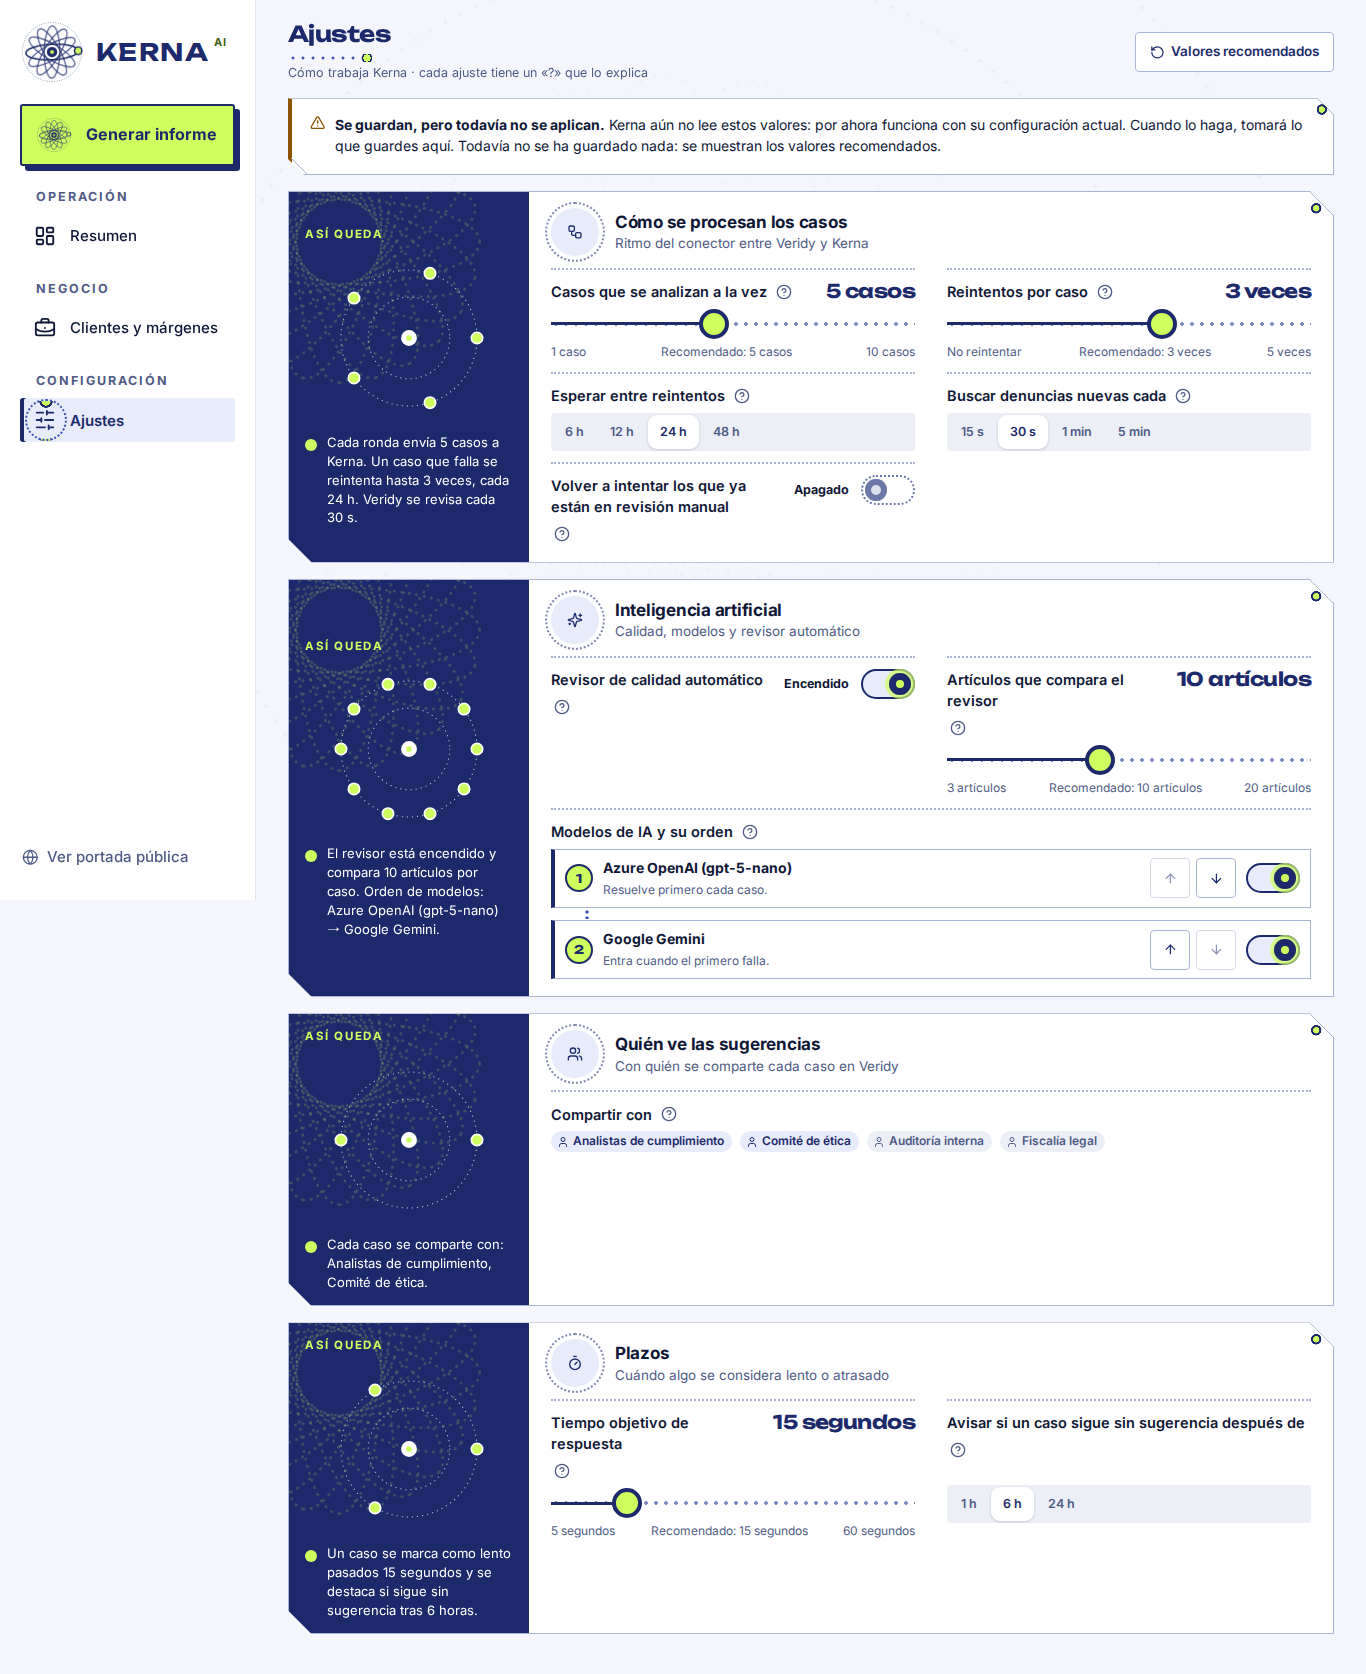 KERNA AI
Generar informe
OPERACIÓN
Resumen
NEGOCIO
Clientes y márgenes
CONFIGURACIÓN
Ajustes
Ver portada pública
Ajustes
Cómo trabaja Kerna · cada ajuste tiene un «?» que lo explica
Valores recomendados
Se guardan, pero todavía no se aplican. Kerna aún no lee estos valores: por ahora funciona con su configuración actual. Cuando lo haga, tomará lo
que guardes aquí. Todavía no se ha guardado nada: se muestran los valores recomendados.
ASÍ QUEDA
Cada ronda envía 5 casos a
Kerna. Un caso que falla se
reintenta hasta 3 veces, cada
24 h. Veridy se revisa cada
30 s.
Cómo se procesan los casos
Ritmo del conector entre Veridy y Kerna
Casos que se analizan a la vez ? 5 casos
1 caso Recomendado: 5 casos 10 casos
Reintentos por caso ? 3 veces
No reintentar Recomendado: 3 veces 5 veces
Esperar entre reintentos ?
6 h 12 h 24 h 48 h
Buscar denuncias nuevas cada ?
15 s 30 s 1 min 5 min
Volver a intentar los que ya
están en revisión manual
?
Apagado
ASÍ QUEDA
El revisor está encendido y
compara 10 artículos por
caso. Orden de modelos:
Azure OpenAI (gpt-5-nano)
→ Google Gemini.
Inteligencia artificial
Calidad, modelos y revisor automático
Revisor de calidad automático
?
Encendido
Artículos que compara el
revisor
?
10 artículos
3 artículos Recomendado: 10 artículos 20 artículos
Modelos de IA y su orden ?
1 Azure OpenAI (gpt-5-nano)
Resuelve primero cada caso.
2 Google Gemini
Entra cuando el primero falla.
ASÍ QUEDA
Cada caso se comparte con:
Analistas de cumplimiento,
Comité de ética.
Quién ve las sugerencias
Con quién se comparte cada caso en Veridy
Compartir con ?
Analistas de cumplimiento Comité de ética Auditoría interna Fiscalía legal
ASÍ QUEDA
Un caso se marca como lento
pasados 15 segundos y se
destaca si sigue sin
sugerencia tras 6 horas.
Plazos
Cuándo algo se considera lento o atrasado
Tiempo objetivo de
respuesta
?
15 segundos
5 segundos Recomendado: 15 segundos 60 segundos
Avisar si un caso sigue sin sugerencia después de
?
1 h 6 h 24 h